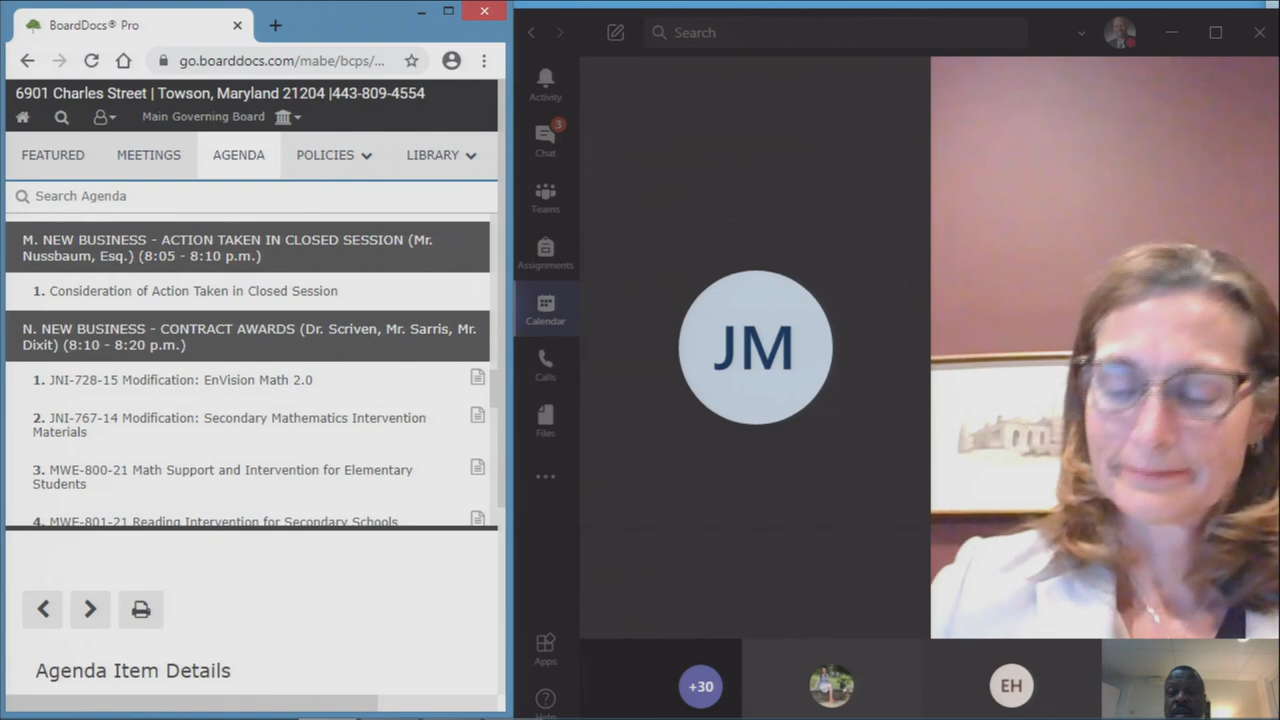 BoardDocs® Pro
go.boarddocs.com/mabe/bcps/...
6901 Charles Street | Towson, Maryland 21204 |443-809-4554
Main Governing Board
FEATURED
MEETINGS
AGENDA
POLICIES
LIBRARY
Search Agenda
M. NEW BUSINESS - ACTION TAKEN IN CLOSED SESSION (Mr.
Nussbaum, Esq.) (8:05 - 8:10 p.m.)
1. Consideration of Action Taken in Closed Session
N. NEW BUSINESS - CONTRACT AWARDS (Dr. Scriven, Mr. Sarris, Mr.
Dixit) (8:10 - 8:20 p.m.)
1. JNI-728-15 Modification: EnVision Math 2.0
2. JNI-767-14 Modification: Secondary Mathematics Intervention
Materials
3. MWE-800-21 Math Support and Intervention for Elementary
Students
4. MWE-801-21 Reading Intervention for Secondary Schools
Agenda Item Details
Search
Activity
3
Chat
Teams
Assignments
Calendar
Calls
Files
Apps
Help
JM
+30
EH